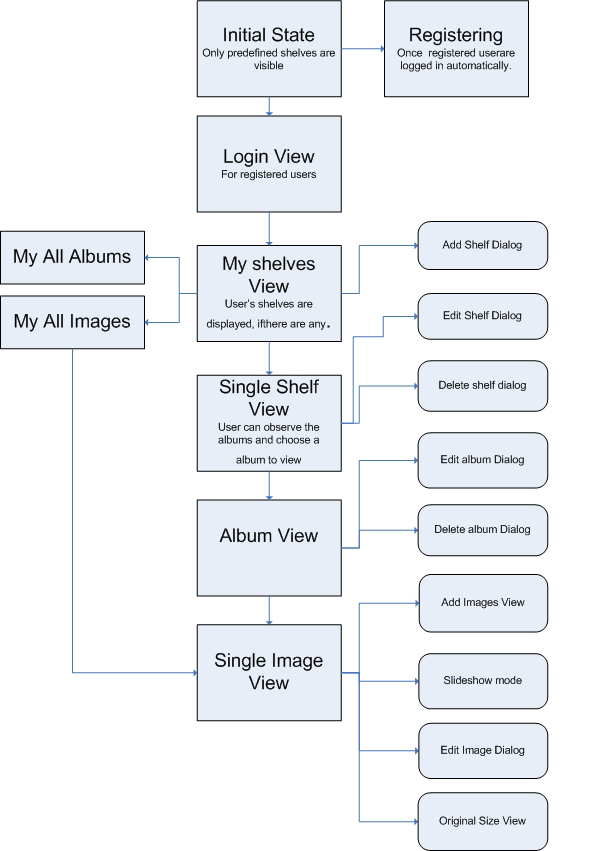 Initial State
Only predefined shelves are
visible
Registering
Once  registered userare
logged in automatically.
Login View
For registered users
My All Albums
My All Images
My shelves
View
User's shelves are
displayed, ifthere are any.
Add Shelf Dialog
Edit Shelf Dialog
Single Shelf
View
User can observe the
albums and choose a
album to view
Delete shelf dialog
Edit album Dialog
Album View
Delete album Dialog
Add Images View
Single Image
View
Slideshow mode
Edit Image Dialog
Original Size View